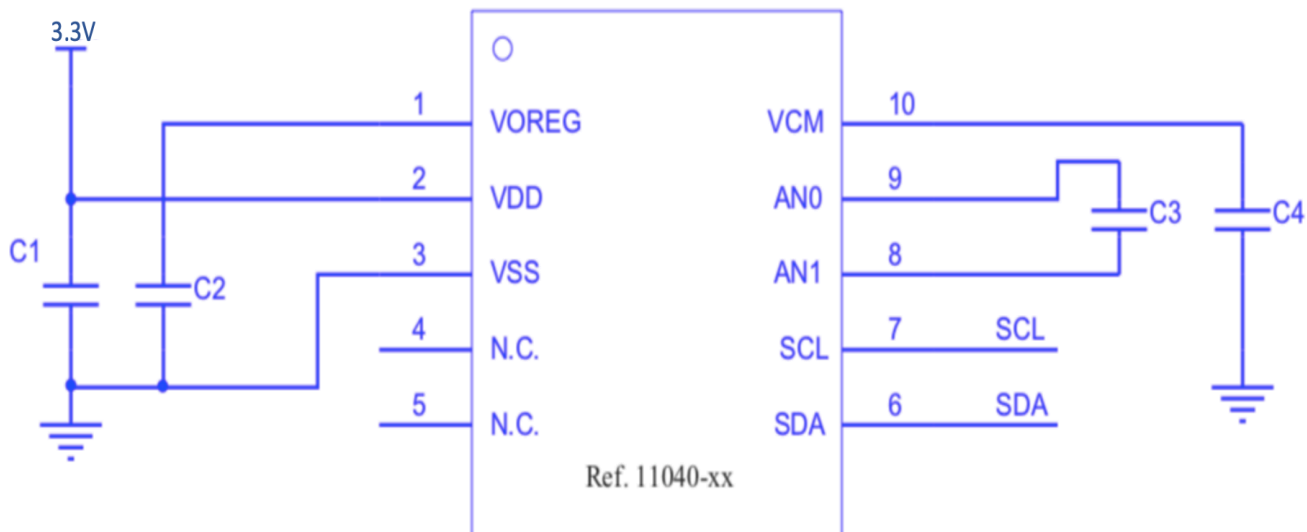 3.3V
1
VOREG
VCM
10
2
VDD
AN0
9
C3
C4
C1
3
VSS
AN1
8
C2
4
N.C.
SCL
7
SCL
5
N.C.
SDA
6
SDA
Ref. 11040-xx